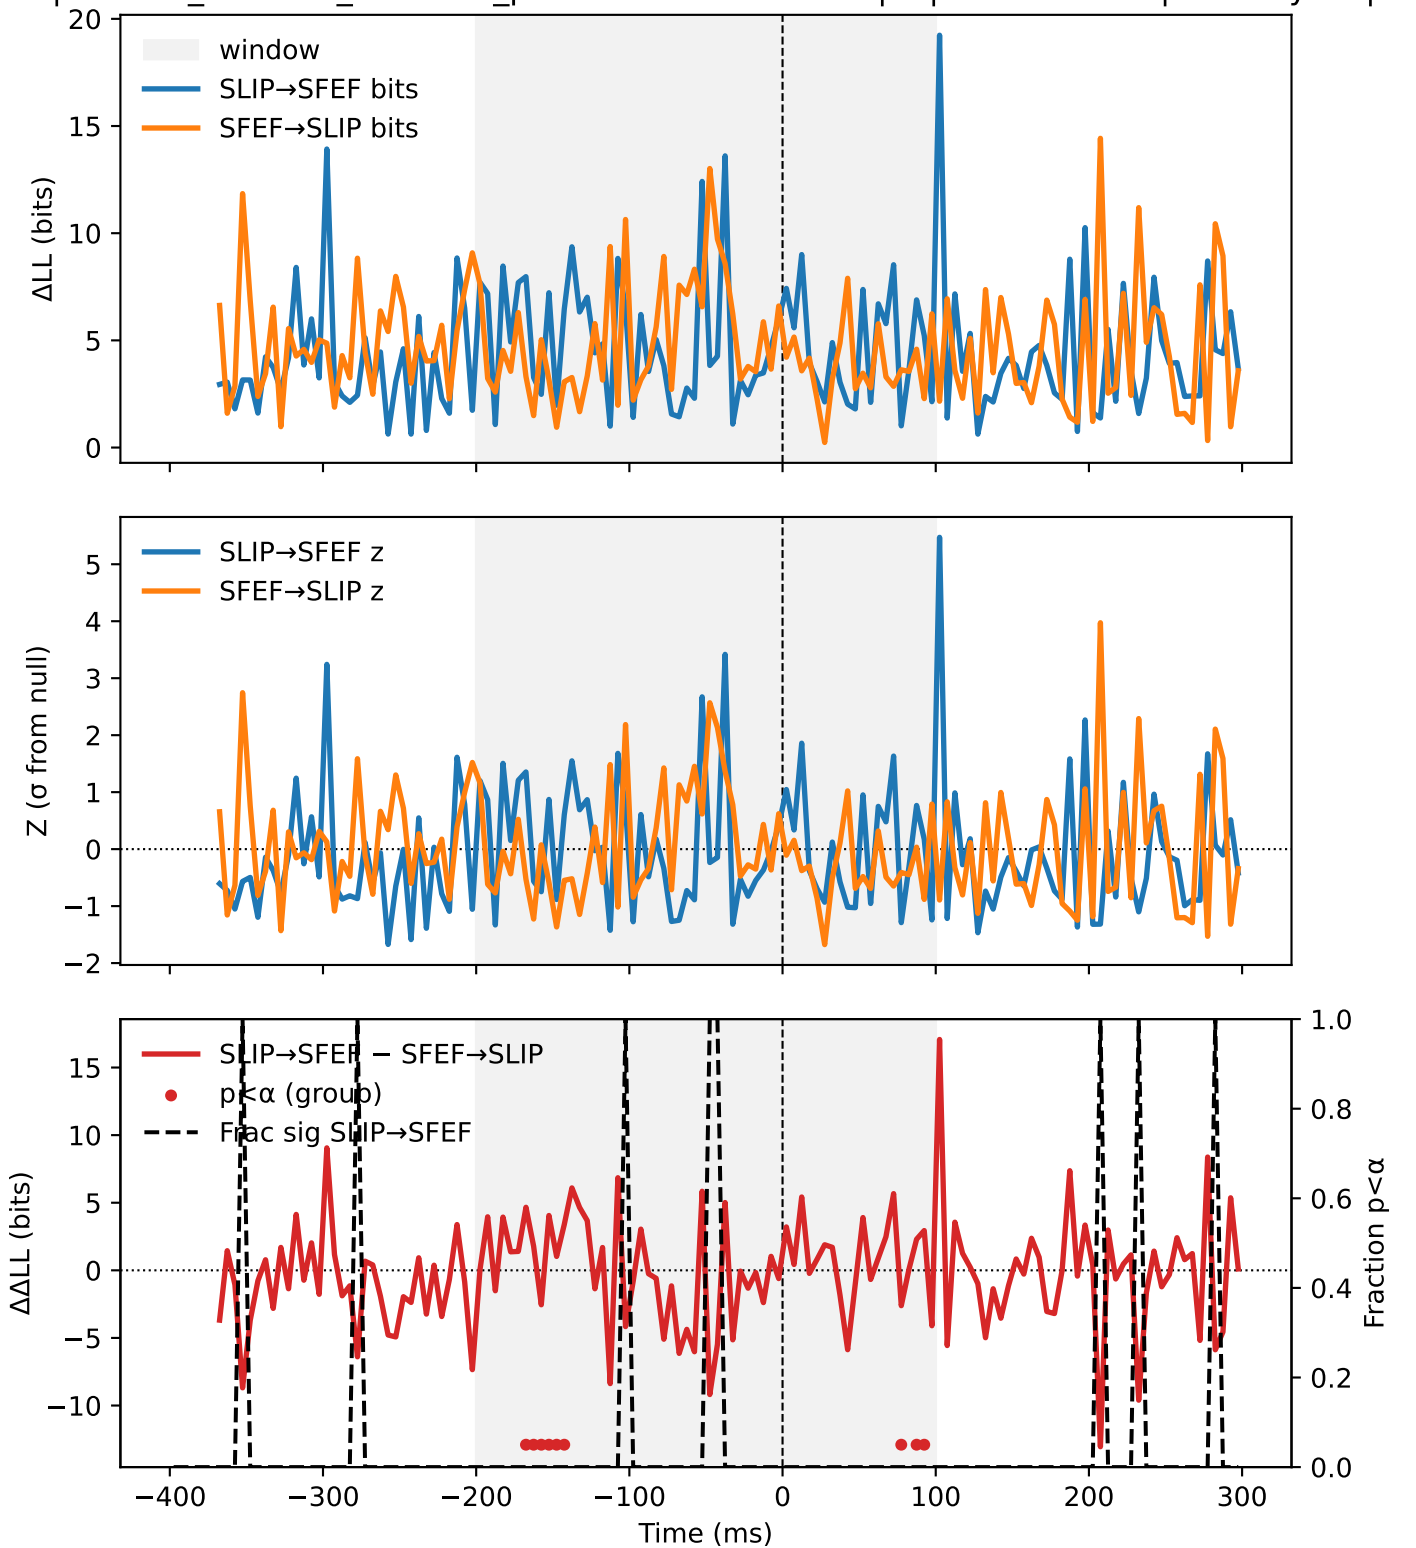 20
15
10
5
0
ΔLL (bits)
window
SLIP→SFEF bits
SFEF→SLIP bits
5
4
3
2
1
0
−1
−2
Z (σ from null)
SLIP→SFEF z
SFEF→SLIP z
15
10
5
0
−5
−10
ΔΔLL (bits)
SLIP→SFEF − SFEF→SLIP
p<α (group)
Frac sig SLIP→SFEF
1.0
0.8
0.6
0.4
0.2
0.0
Fraction p<α
−400 −300 −200 −100 0 100 200 300
Time (ms)